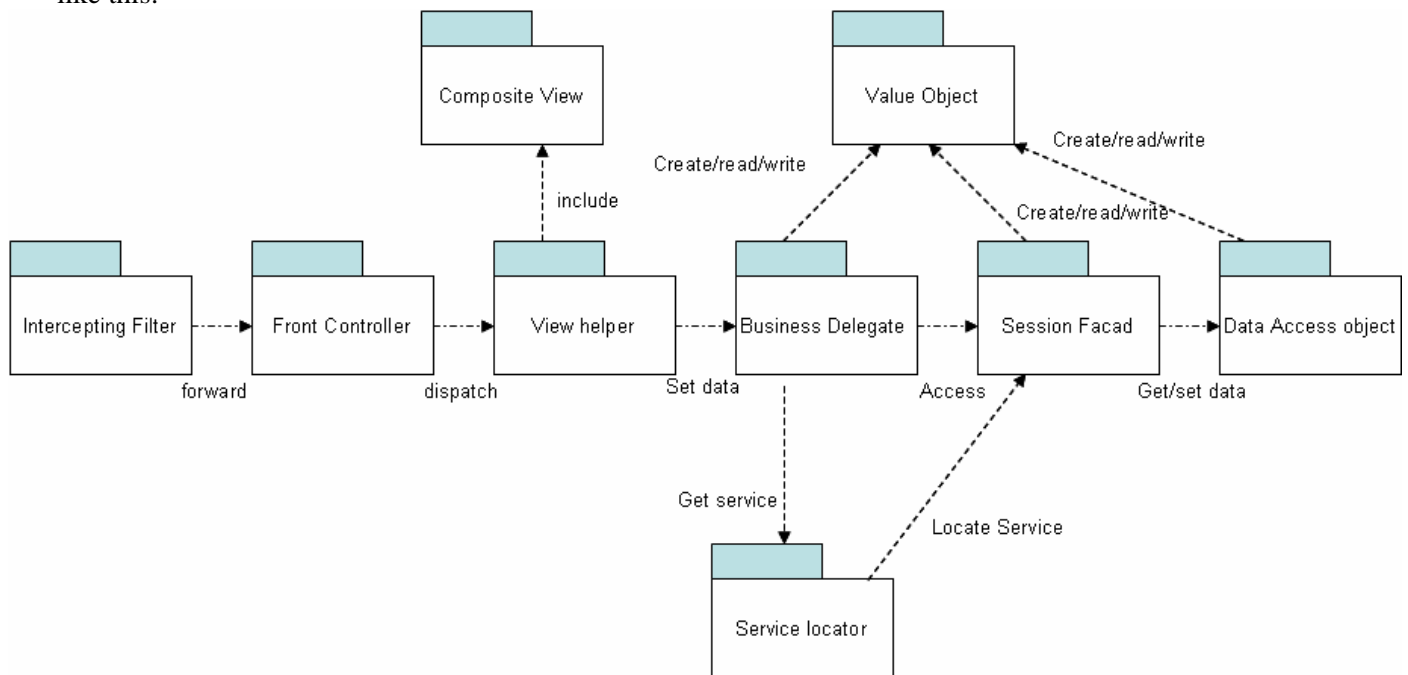 like this:
Composite View
Value Object
Create/read/write
Create/read/write
include
Create/read/write
Intercepting Filter
Front Controller
View helper
Business Delegate
Session Facad
Data Access object
forward
dispatch
Set data
Access
Get/set data
Get service
Locate Service
Service locator